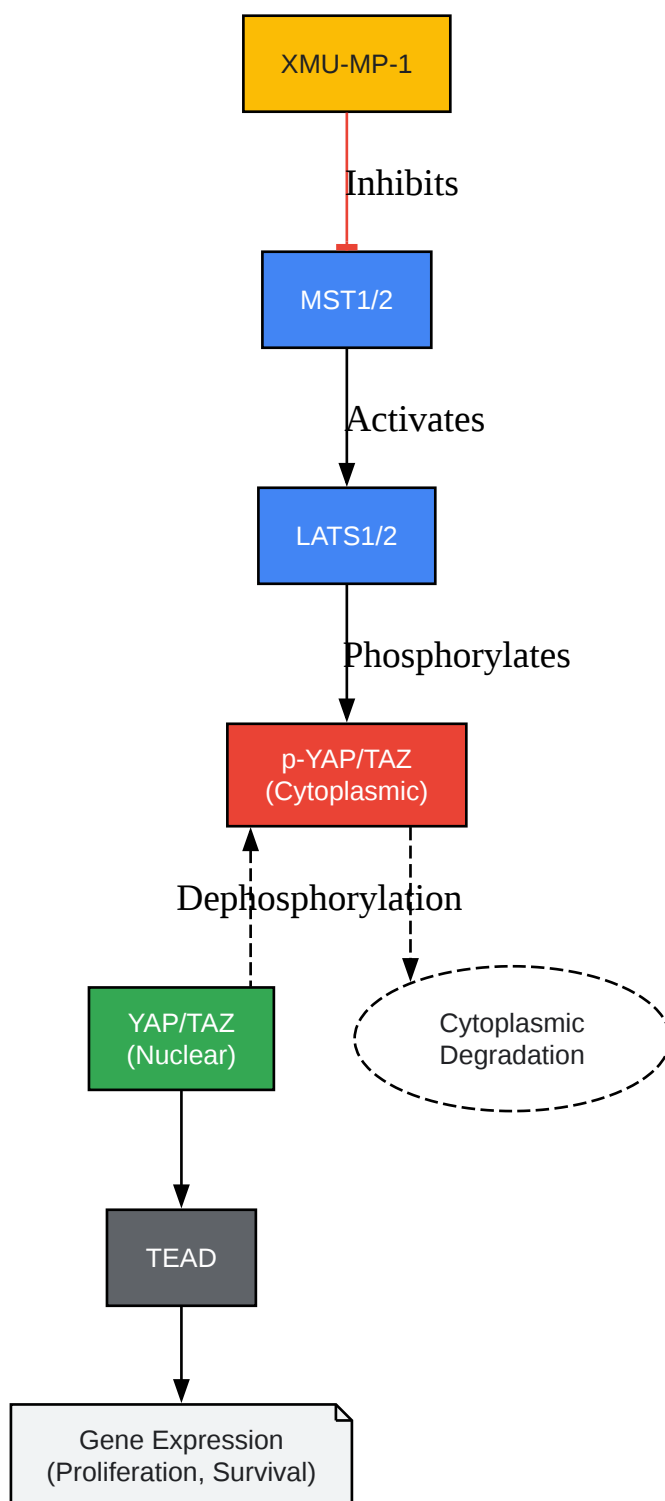 XMU-MP-1
Inhibits
MST1/2
Activates
LATS1/2
Phosphorylates
p-YAP/TAZ
(Cytoplasmic)
Dephosphorylation
YAP/TAZ
(Nuclear)
Cytoplasmic
Degradation
TEAD
Gene Expression
(Proliferation, Survival)